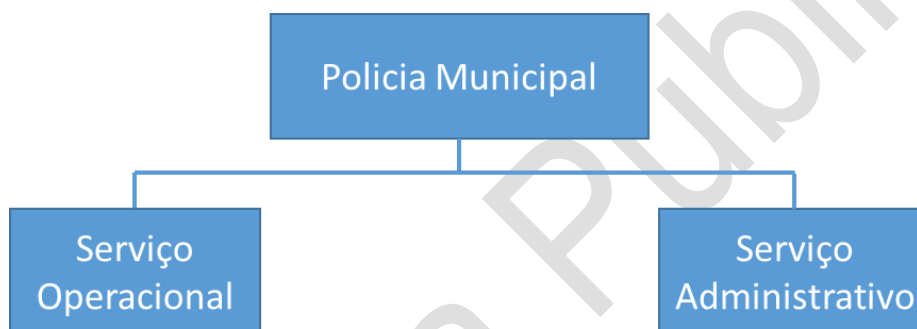 Policia Municipal
Serviço
Operacional
Serviço
Administrativo